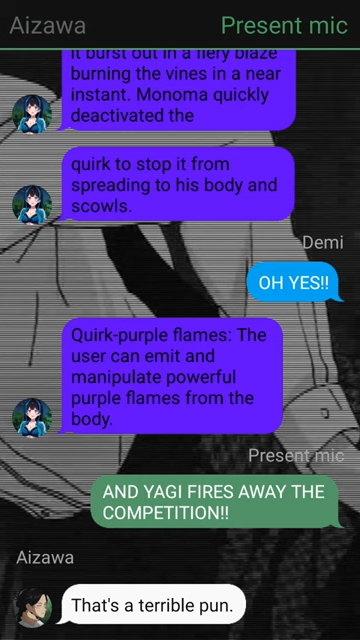 Aizawa
Present mic
it burst out in a fiery blaze
burning the vines in a near
instant. Monoma quickly
deactivated the
quirk to stop it from
spreading to his body and
scowls.
Demi
OH YES!!
Quirk-purple flames: The
user can emit and
manipulate powerful
purple flames from the
body.
Present mic
AND YAGI FIRES AWAY THE
COMPETITION!!
Aizawa
That's a terrible pun.